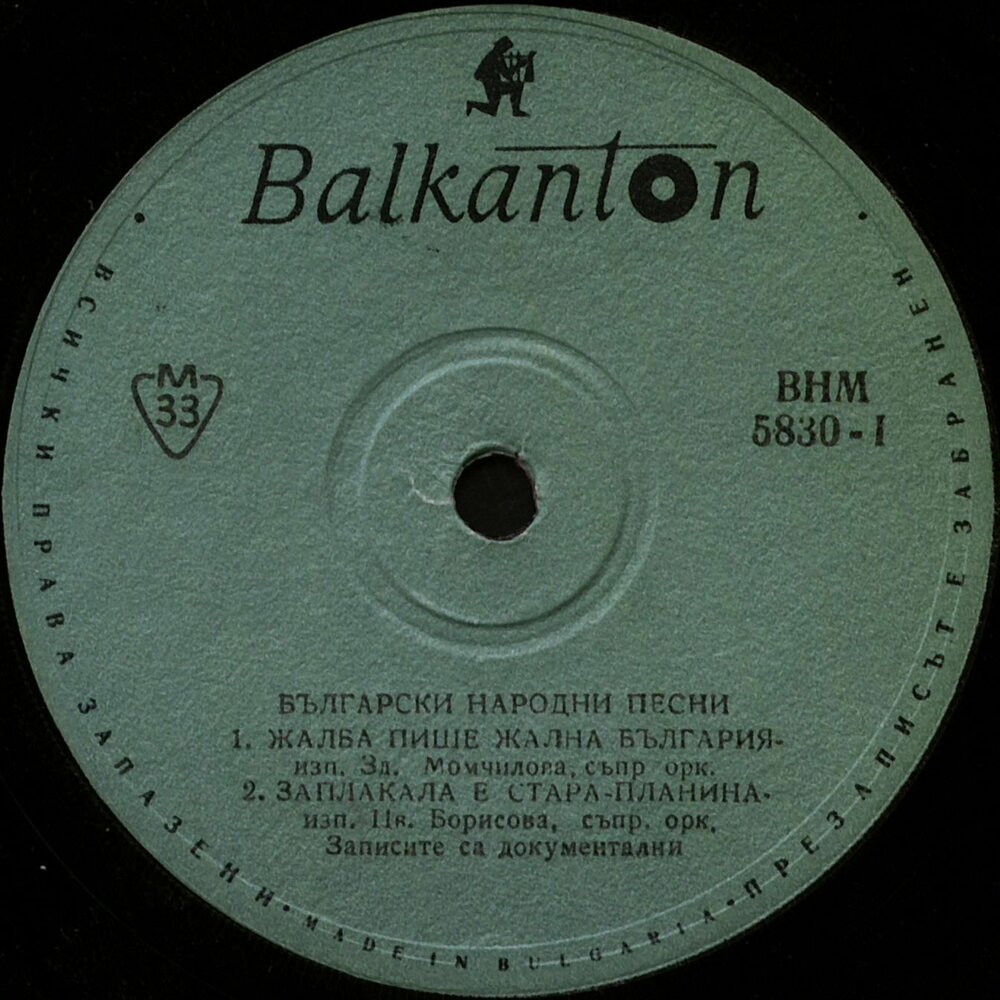 Balkanton
M
33
ВНМ
5830-I
БЪЛГАРСКИ НАРОДНИ ПЕСНИ
1. ЖАЛБА ПИШЕ ЖАЛНА БЪЛГАРИЯ-
изп. Зд. Момчилова, съпр орк.
2. ЗАПЛАКАЛА Е СТАРА-ПЛАНИНА-
изп. Цв. Борисова, съпр. орк.
Записите са документални
ВСИЧКИ ПРАВА ЗАПАЗЕНИ • MADE IN BULGARIA • ПРЕЗАПИСЪТ Е ЗАБРАНЕН